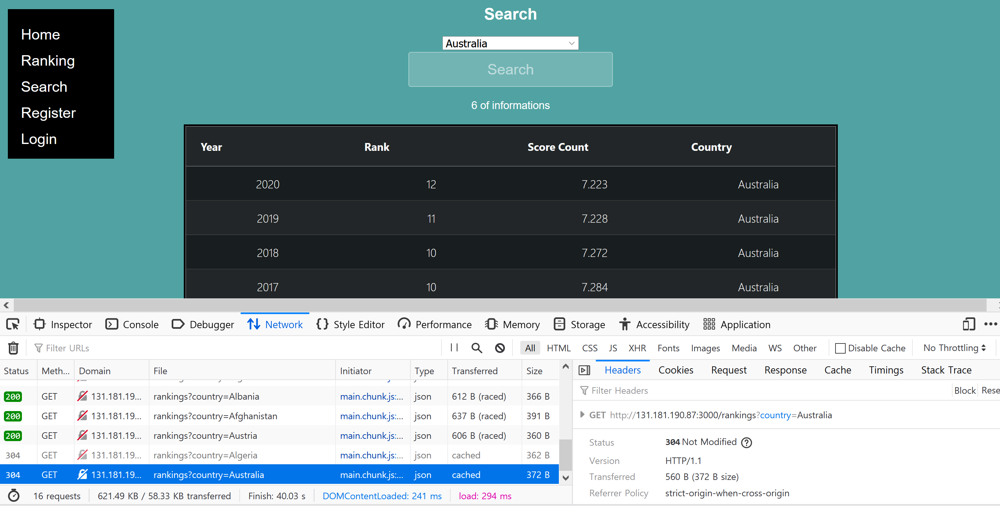 Search
Home
Ranking
Search
Register
Login
Australia
Search
6 of informations
Year Rank Score Count Country
2020 12 7.223 Australia
2019 11 7.228 Australia
2018 10 7.272 Australia
2017 10 7.284 Australia
Inspector Console Debugger Network Style Editor Performance Memory Storage Accessibility Application
Filter URLs All HTML CSS JS XHR Fonts Images Media WS Other Disable Cache No Throttling
Status Meth... Domain File Initiator Type Transferred Size
200 GET 131.181.19... rankings?country=Albania main.chunk.js:... json 612 B (raced) 366 B
200 GET 131.181.19... rankings?country=Afghanistan main.chunk.js:... json 637 B (raced) 391 B
200 GET 131.181.19... rankings?country=Austria main.chunk.js:... json 606 B (raced) 360 B
304 GET 131.181.19... rankings?country=Algeria main.chunk.js:... json cached 362 B
304 GET 131.181.19... rankings?country=Australia main.chunk.js:... json cached 372 B
16 requests 621.49 KB / 58.33 KB transferred Finish: 40.03 s DOMContentLoaded: 241 ms load: 294 ms
Headers Cookies Request Response Cache Timings Stack Trace
Filter Headers Block Rese
GET http://131.181.190.87:3000/rankings?country=Australia
Status 304 Not Modified
Version HTTP/1.1
Transferred 560 B (372 B size)
Referrer Policy strict-origin-when-cross-origin